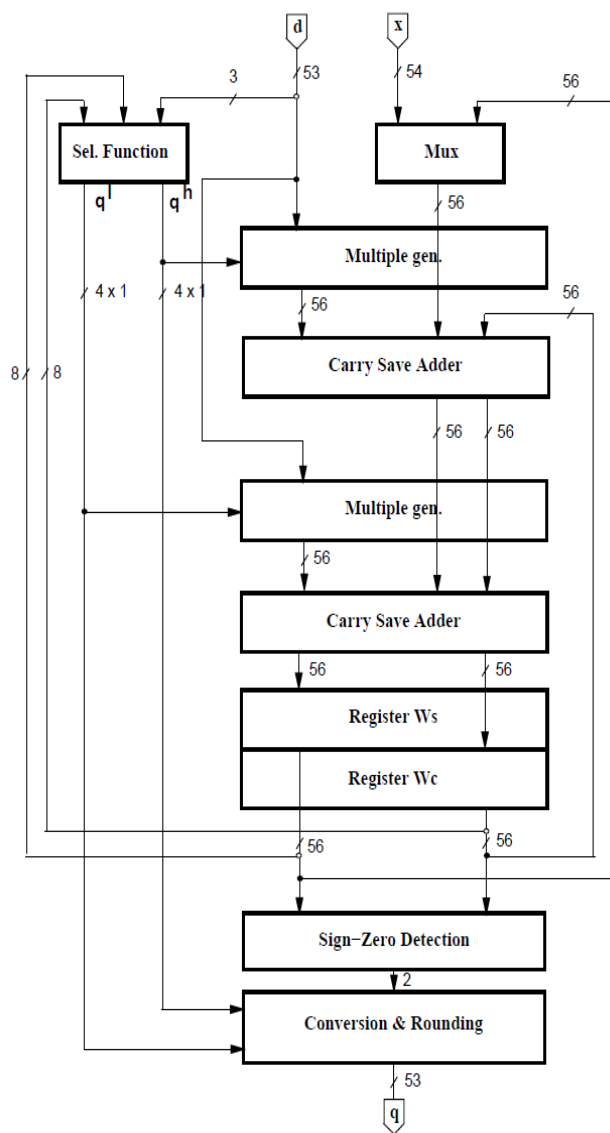 d
x
3
53
54
56
Sel. Function
Mux
q l
q h
56
Multiple gen.
4 x 1
4 x 1
56
56
Carry Save Adder
8
8
56
56
Multiple gen.
56
Carry Save Adder
56
56
Register Ws
Register Wc
56
56
Sign−Zero Detection
2
Conversion & Rounding
53
q